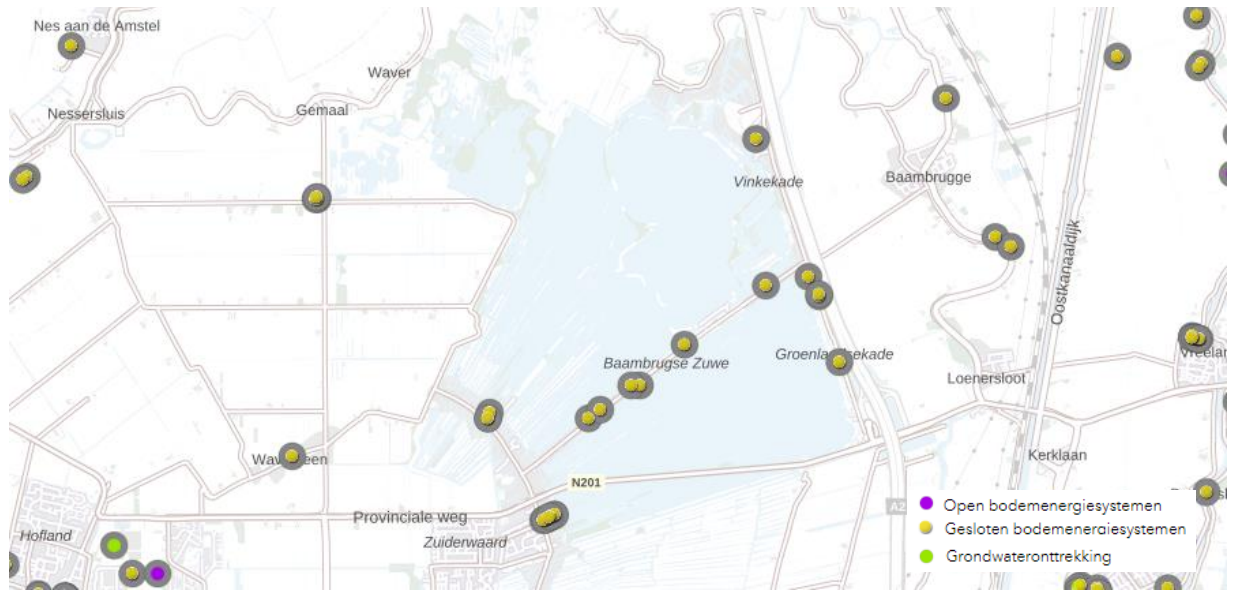 Nes aan de Amstel
Waver
Gemaal
Nessersluis
Vinkekade
Baambrugge
Oostkanaaldijk
Baambrugse Zuwe
Loenersloot
N201
Kerklaan
A2
Provinciale weg
Hofland
Zuiderwaard
Open bodemenergiesystemen
Gesloten bodemenergiesystemen
Grondwateronttrekking